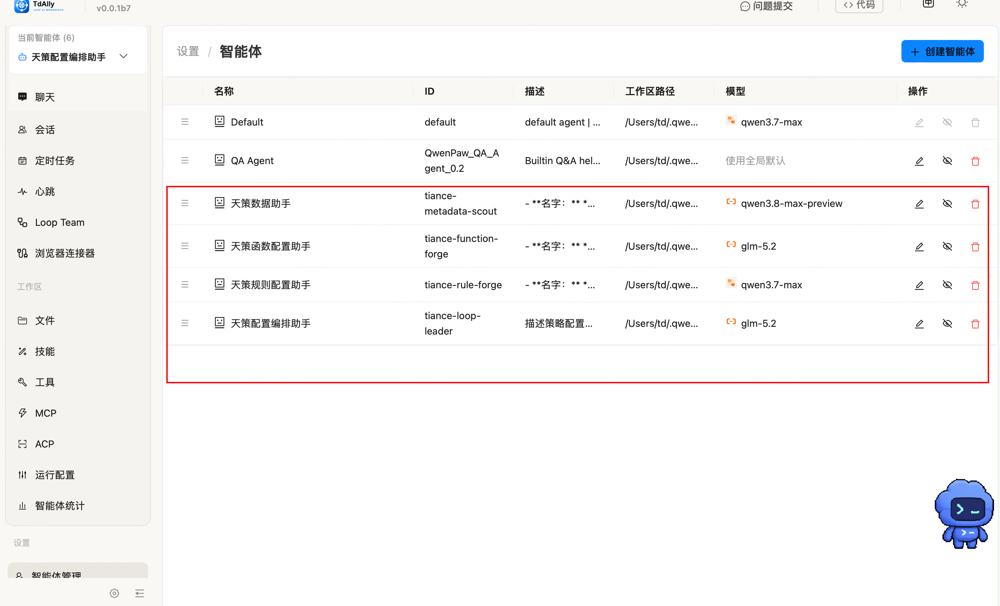 TdAlly
LOOP AI WORKSPACE
v0.0.1b7
问题提交
<> 代码
当前智能体 (6)
天策配置编排助手
聊天
会话
定时任务
心跳
Loop Team
浏览器连接器
工作区
文件
技能
工具
MCP
ACP
运行配置
智能体统计
设置
智能体管理
设置 / 智能体
+ 创建智能体
名称 ID 描述 工作区路径 模型 操作
Default default default agent | ... /Users/td/.qwe... qwen3.7-max
QA Agent QwenPaw_QA_A
gent_0.2 Builtin Q&A hel... /Users/td/.qwe... 使用全局默认
天策数据助手 tiance-
metadata-scout - **名字：** *... /Users/td/.qwe... qwen3.8-max-preview
天策函数配置助手 tiance-function-
forge - **名字：** *... /Users/td/.qwe... glm-5.2
天策规则配置助手 tiance-rule-forge - **名字：** *... /Users/td/.qwe... qwen3.7-max
天策配置编排助手 tiance-loop-
leader 描述策略配置... /Users/td/.qwe... glm-5.2